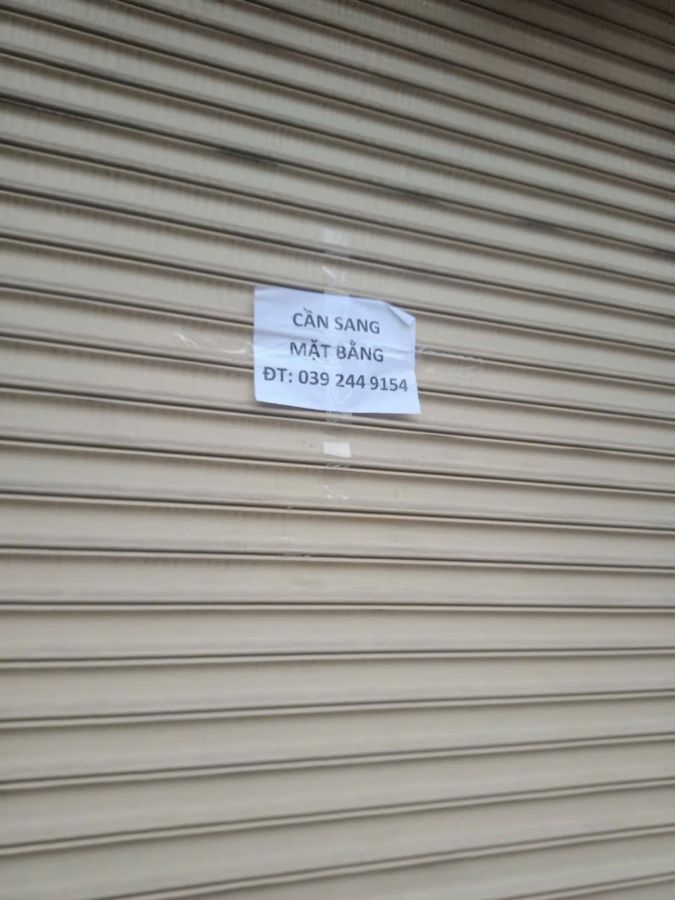 CẦN SANG
MẶT BẰNG
ĐT: 039 244 9154